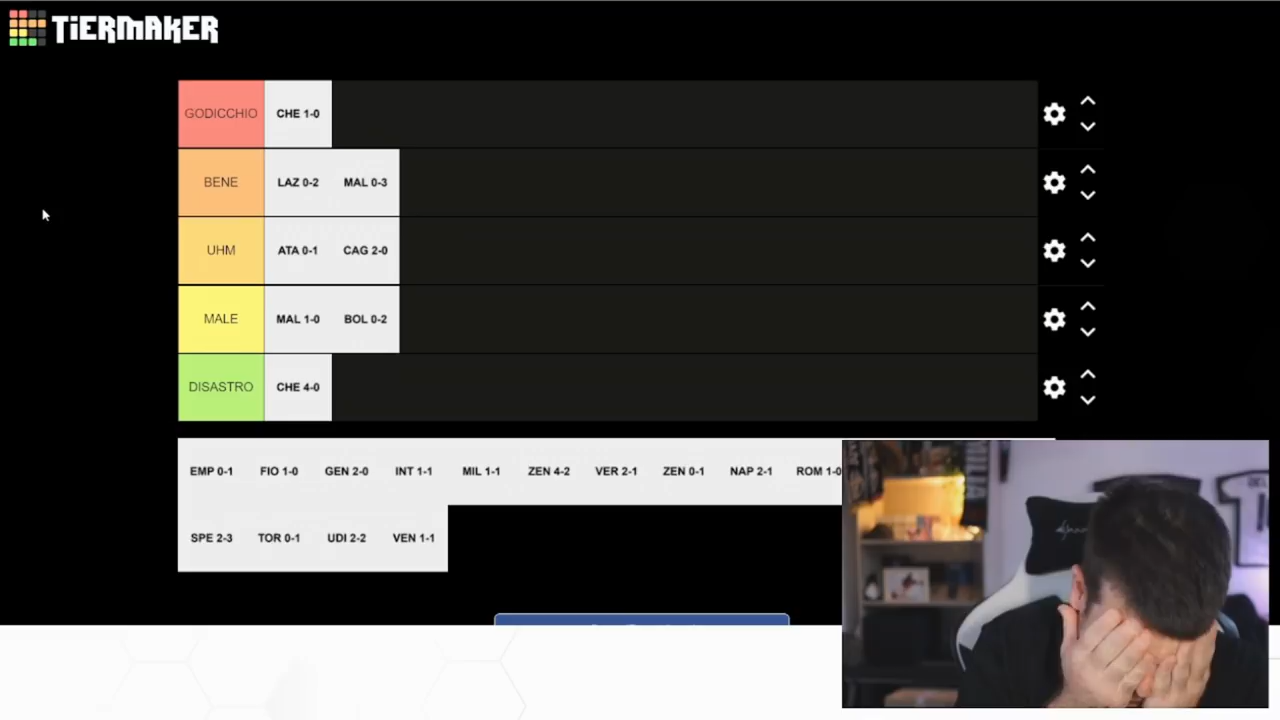 TiERMAKER
GODICCHIO CHE 1-0
BENE LAZ 0-2 MAL 0-3
UHM ATA 0-1 CAG 2-0
MALE MAL 1-0 BOL 0-2
DISASTRO CHE 4-0
EMP 0-1 FIO 1-0 GEN 2-0 INT 1-1 MIL 1-1 ZEN 4-2 VER 2-1 ZEN 0-1 NAP 2-1 ROM 1-0
SPE 2-3 TOR 0-1 UDI 2-2 VEN 1-1